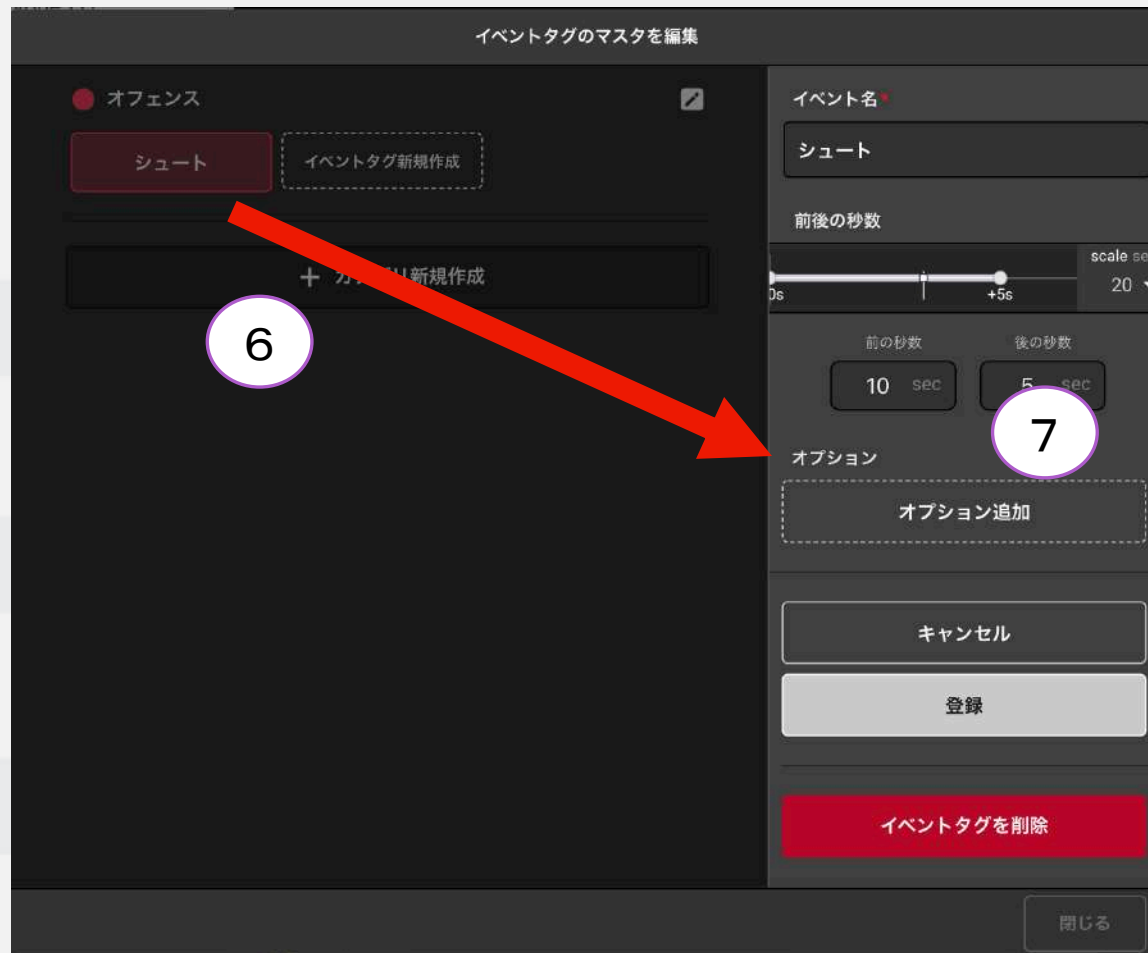 イベントタグのマスタを編集
オフェンス
シュート
イベントタグ新規作成
新規作成
6
イベント名*
シュート
前後の秒数
scale se
20
0s
+5s
前の秒数
後の秒数
10 sec
5 sec
7
オプション
オプション追加
キャンセル
登録
イベントタグを削除
閉じる